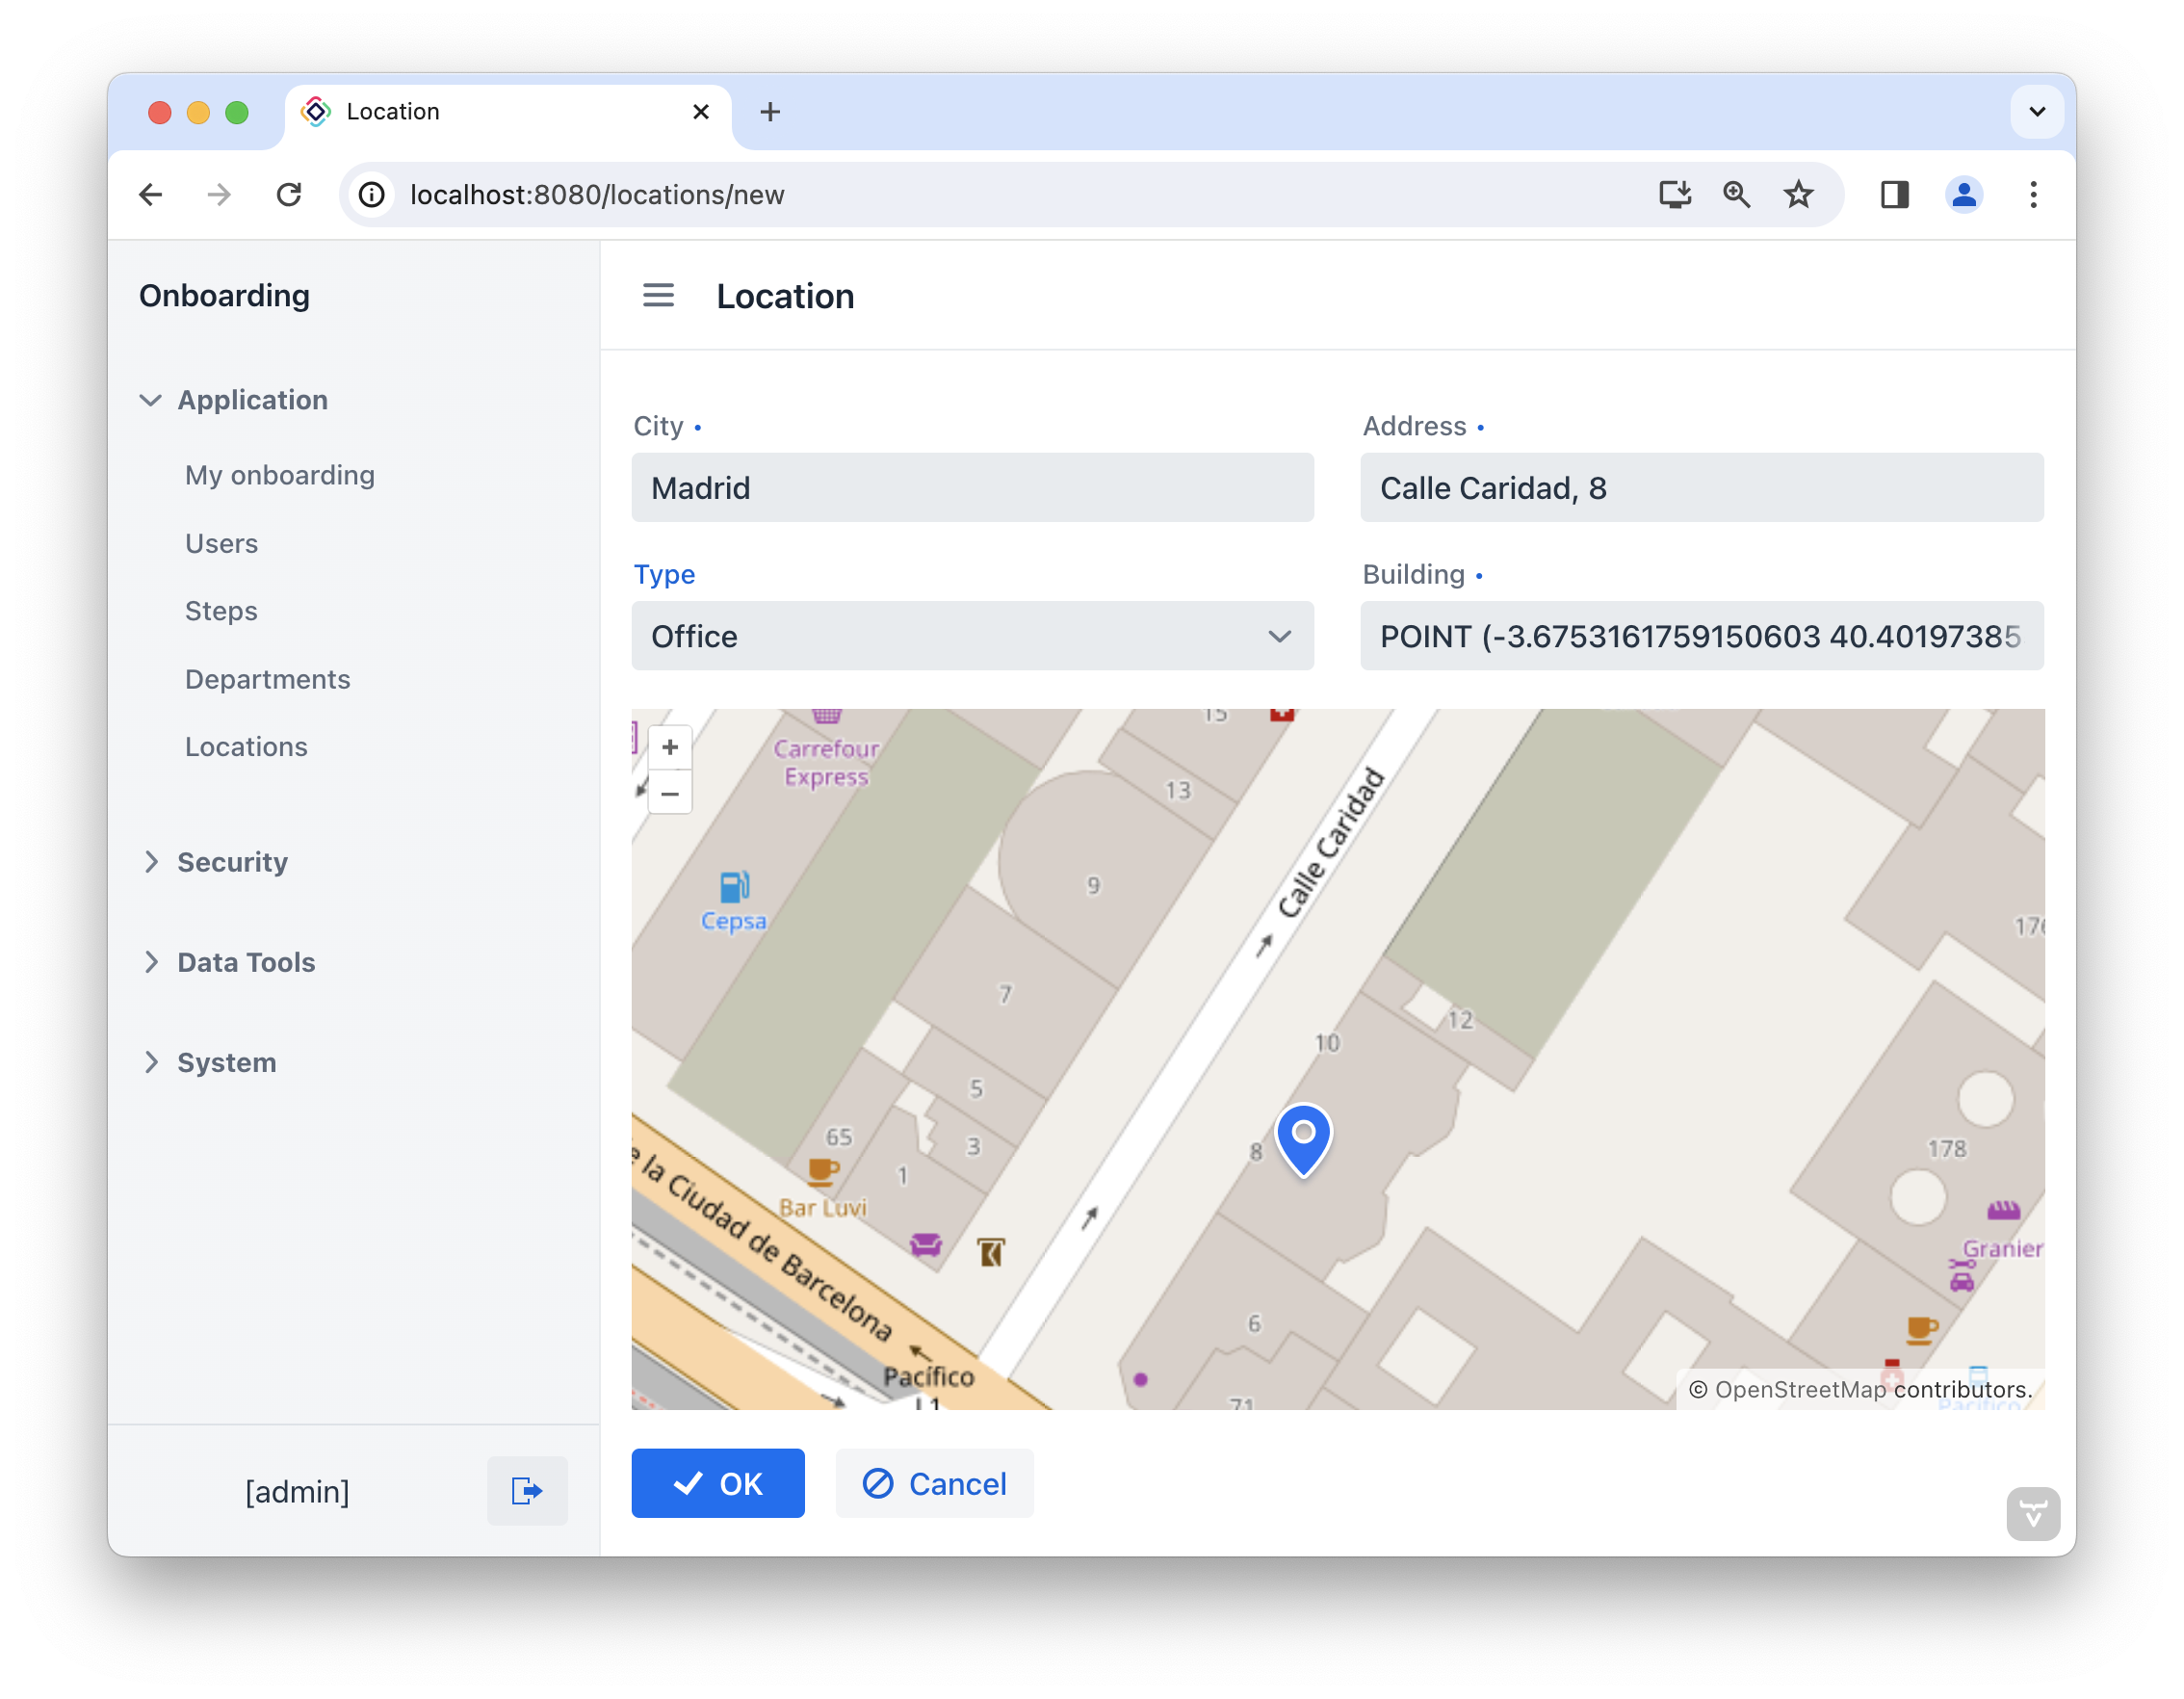 Location
localhost:8080/locations/new
Onboarding
Application
My onboarding
Users
Steps
Departments
Locations
Security
Data Tools
System
[admin]
Location
City •
Madrid
Address •
Calle Caridad, 8
Type
Office
Building •
POINT (-3.6753161759150603 40.40197385
+
−
Carrefour
Express
15
13
Calle Caridad
9
Cepsa
176
7
12
10
5
65
3
8
178
1
Bar Luvi
e la Ciudad de Barcelona
Granier
6
Pacífico
L1
71
Pacífico
© OpenStreetMap contributors.
OK
Cancel